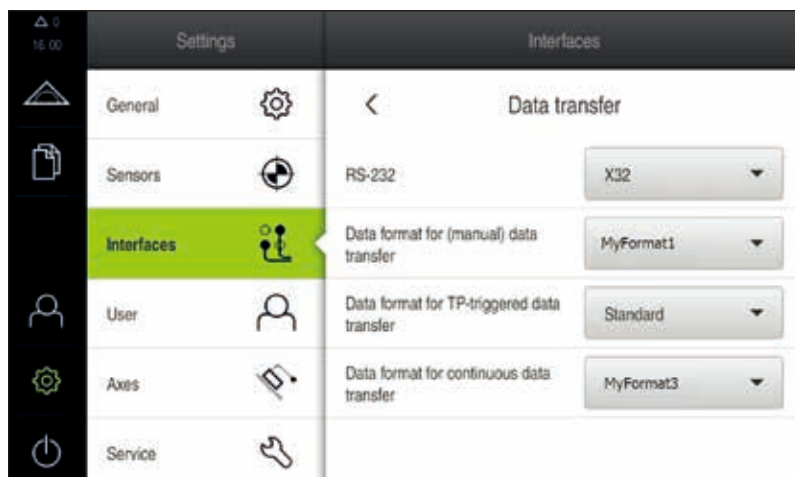 0
16:00
Settings
Interfaces
General
Data transfer
Sensors
RS-232
X32
Interfaces
Data format for (manual) data
transfer
MyFormat1
User
Data format for TP-triggered data
transfer
Standard
Axes
Data format for continuous data
transfer
MyFormat3
Service